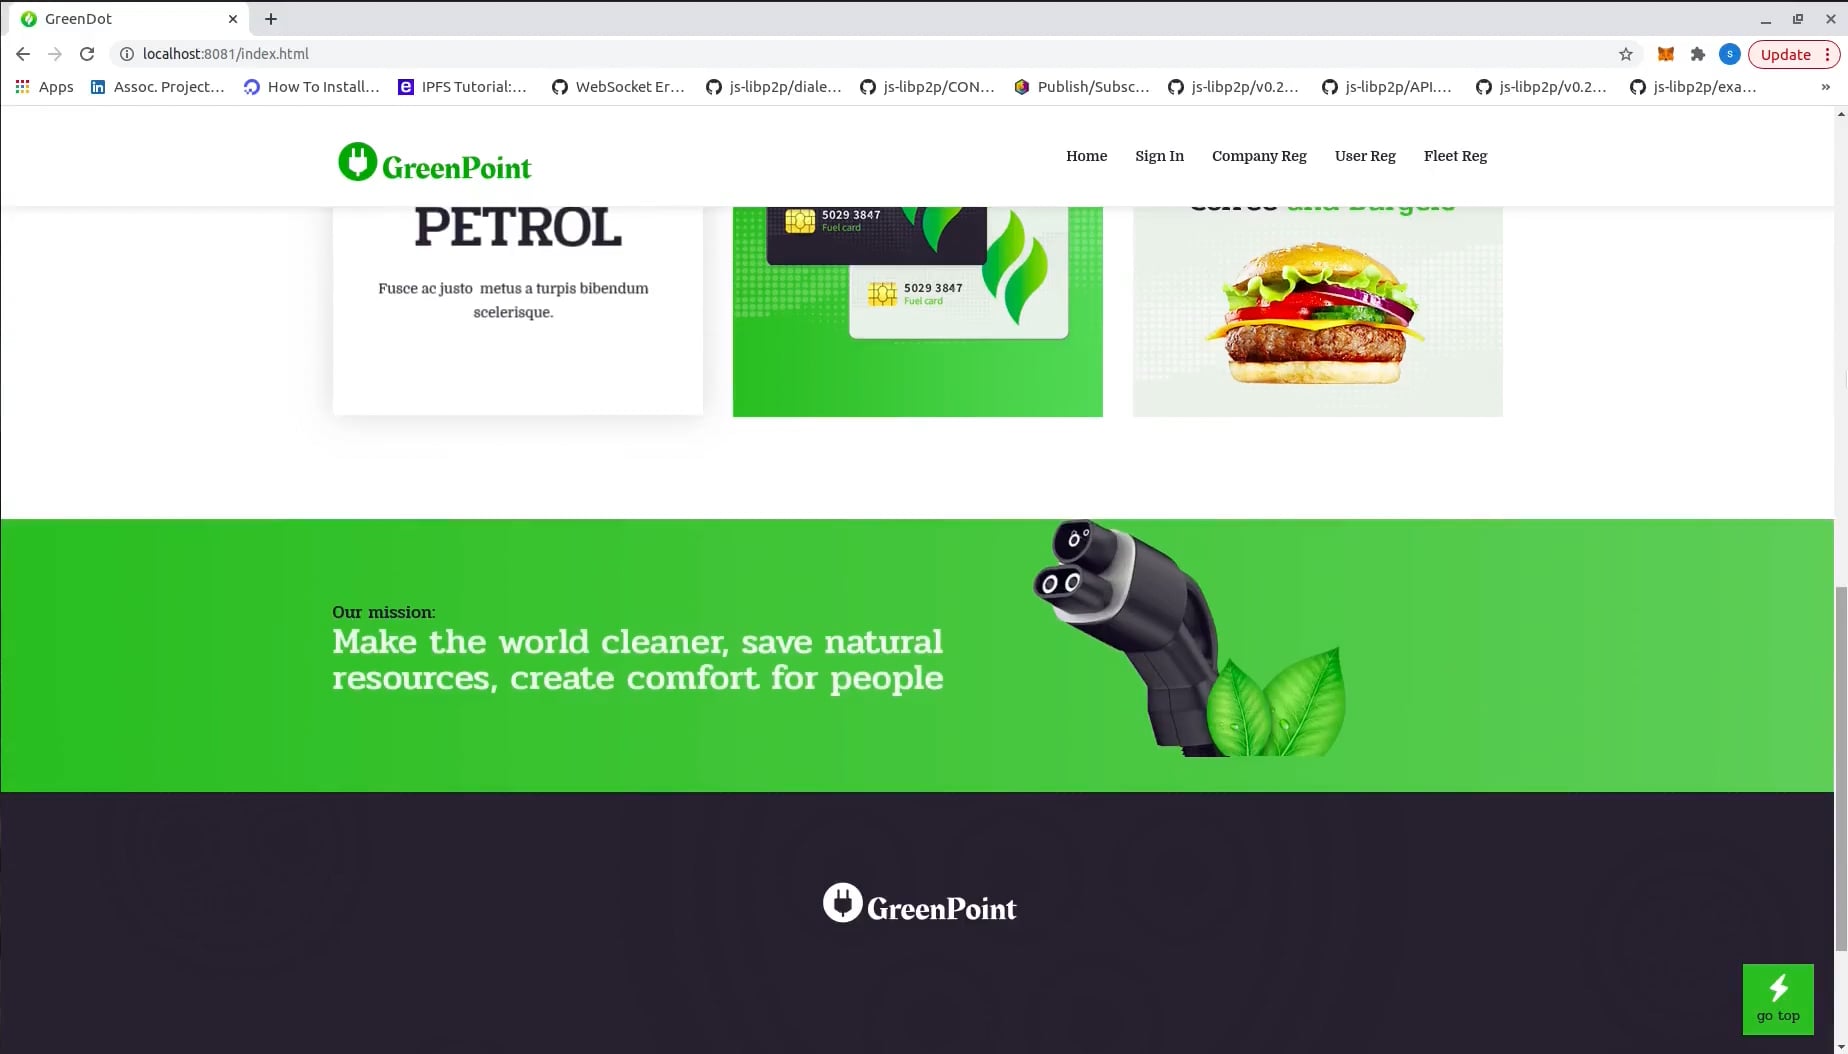 GreenDot
localhost:8081/index.html
S
Update
Apps
Assoc. Project...
How To Install...
IPFS Tutorial:...
WebSocket Er...
js-libp2p/diale...
js-libp2p/CON...
Publish/Subsc...
js-libp2p/v0.2...
js-libp2p/API....
js-libp2p/v0.2...
js-libp2p/exa...
»
GreenPoint
Home
Sign In
Company Reg
User Reg
Fleet Reg
PETROL
Fusce ac justo metus a turpis bibendum
scelerisque.
5029 3847
Fuel card
5029 3847
Fuel card
Coffee and Burgers
Our mission:
Make the world cleaner, save natural
resources, create comfort for people
GreenPoint
go top